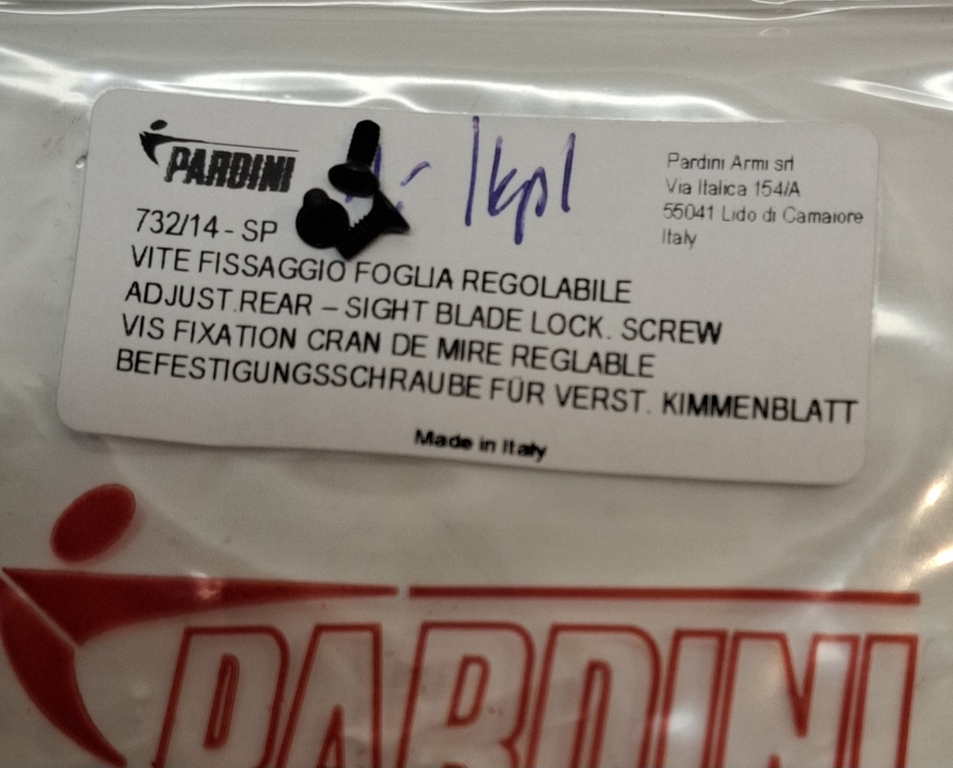 PARDINI
/kpl
Pardini Armi srl
Via Italica 154/A
55041 Lido di Camaiore
Italy
732/14 - SP
VITE FISSAGGIO FOGLIA REGOLABILE
ADJUST.REAR – SIGHT BLADE LOCK. SCREW
VIS FIXATION CRAN DE MIRE REGLABLE
BEFESTIGUNGSSCHRAUBE FÜR VERST. KIMMENBLATT
Made in Italy
PARDINI